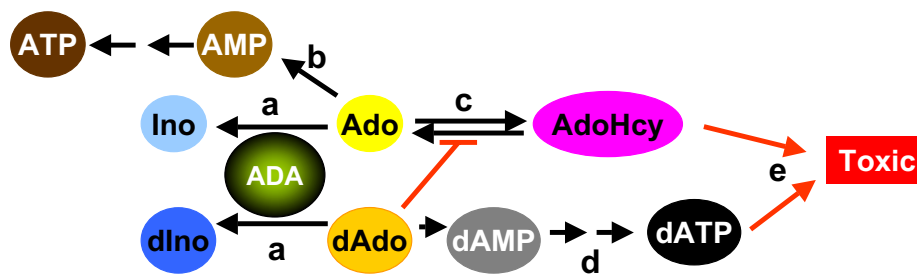 ATP
AMP
b
Ino
a
Ado
c
AdoHcy
ADA
e
Toxic
dIno
a
dAdo
dAMP
d
dATP